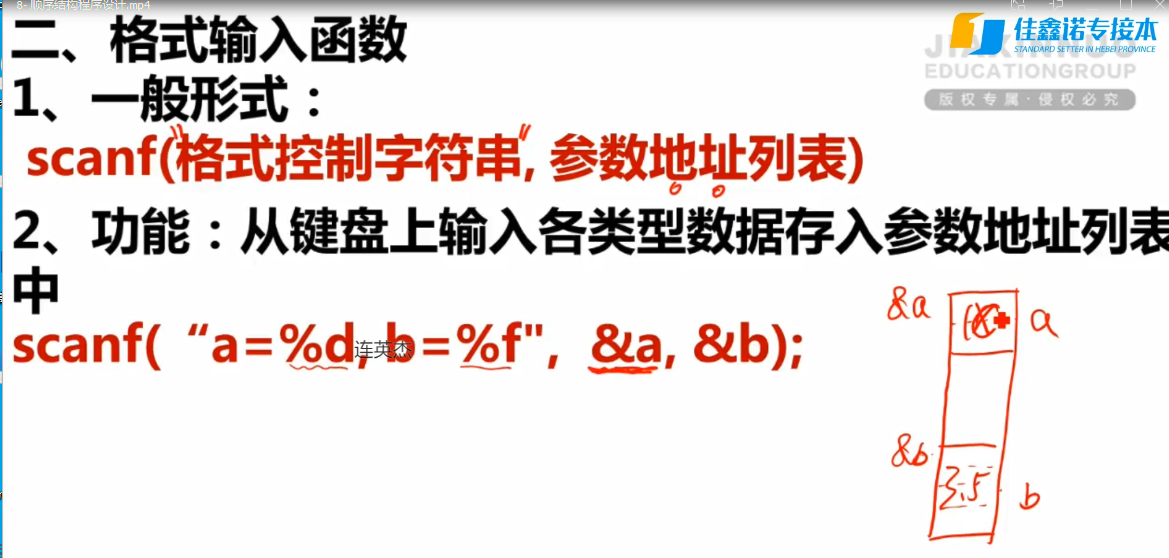 8- 顺序结构程序设计.mp4
佳鑫诺专接本
STANDARD SETTER IN HEBEI PROVINCE
JIAXINNUO
EDUCATIONGROUP
版权专属·侵权必究
二、格式输入函数
1、一般形式：
scanf("格式控制字符串", 参数地址列表)
2、功能：从键盘上输入各类型数据存入参数地址列表
中
scanf( “a=%d,b=%f", &a, &b);
连英杰
&a
a
&b
3.5
b